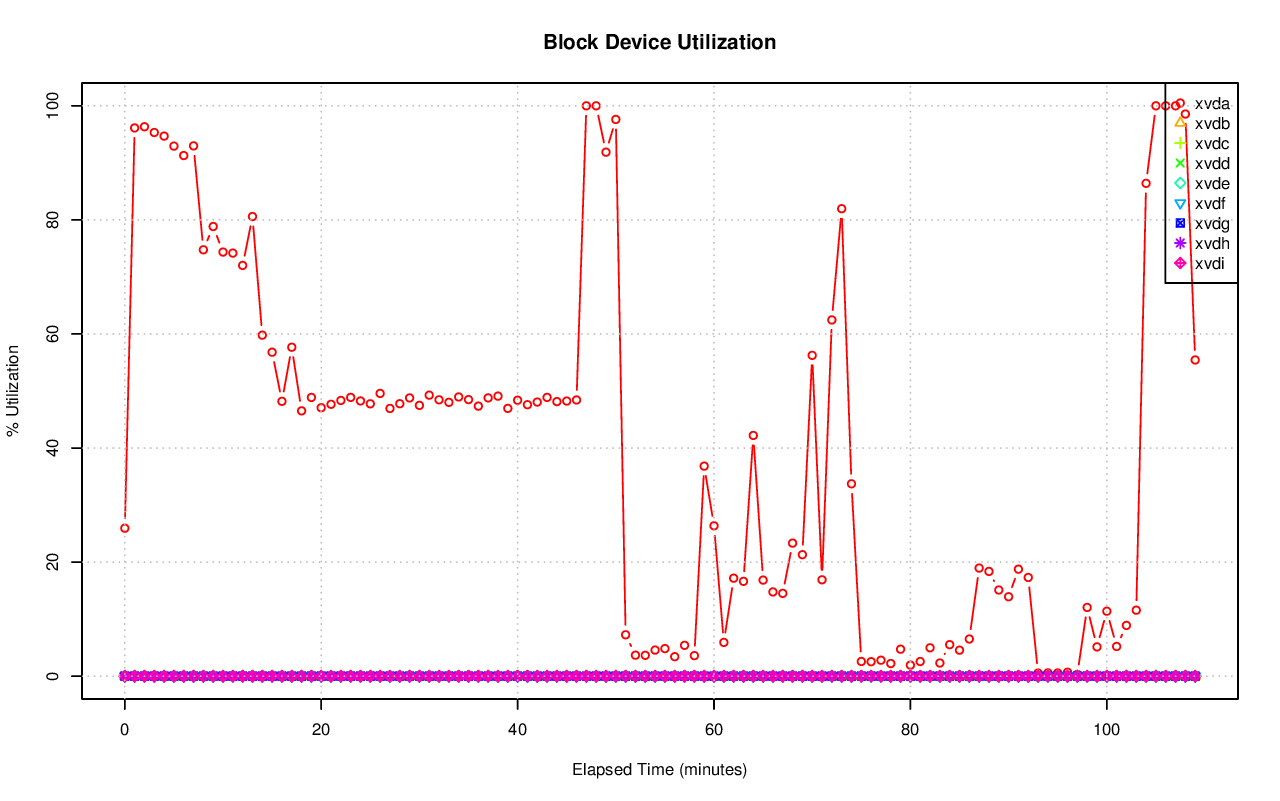 Block Device Utilization
% Utilization
100
80
60
40
20
0
xvda
xvdb
xvdc
xvdd
xvde
xvdf
xvdg
xvdh
xvdi
0 20 40 60 80 100
Elapsed Time (minutes)